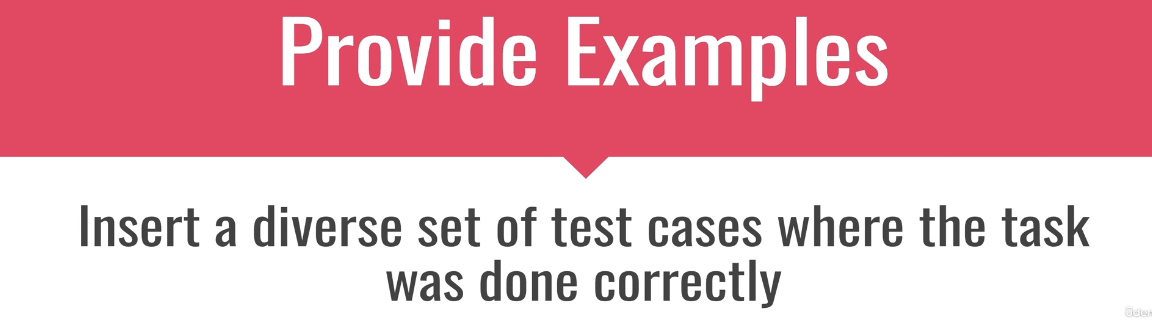 Provide Examples
Insert a diverse set of test cases where the task
was done correctly